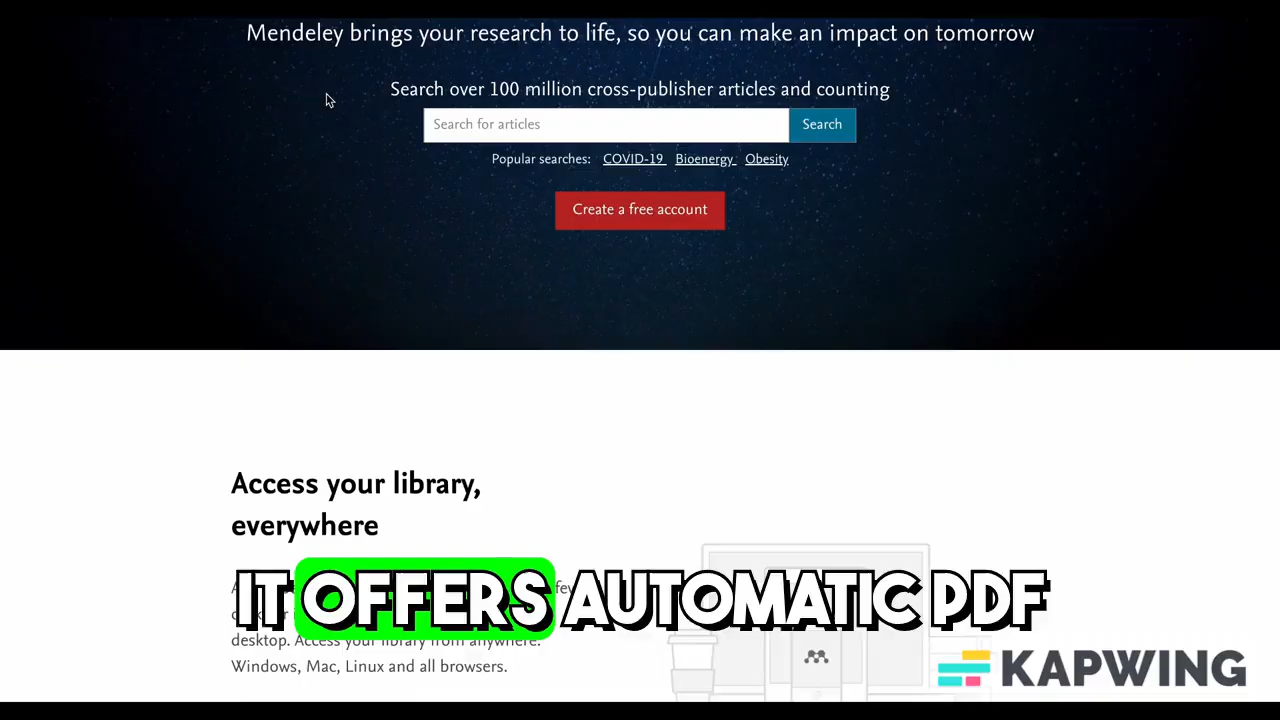 Mendeley brings your research to life, so you can make an impact on tomorrow
Search over 100 million cross-publisher articles and counting
Search for articles
Search
Popular searches: COVID-19 Bioenergy Obesity
Create a free account
Access your library,
everywhere
IT OFFERS AUTOMATIC PDF
desktop. Access your library from anywhere.
Windows, Mac, Linux and all browsers.
KAPWING